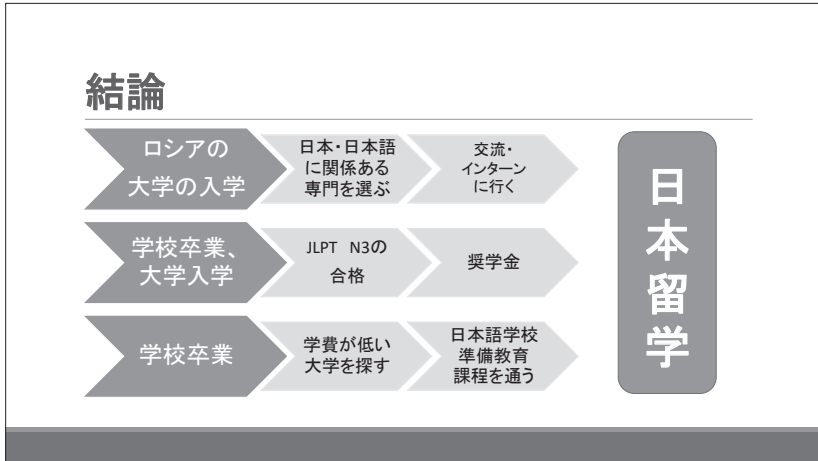 結論
ロシアの
大学の入学
日本・日本語
に関係ある
専門を選ぶ
交流・
インターン
に行く
学校卒業、
大学入学
JLPT N3の
合格
奨学金
学校卒業
学費が低い
大学を探す
日本語学校
準備教育
課程を通う
日本留学